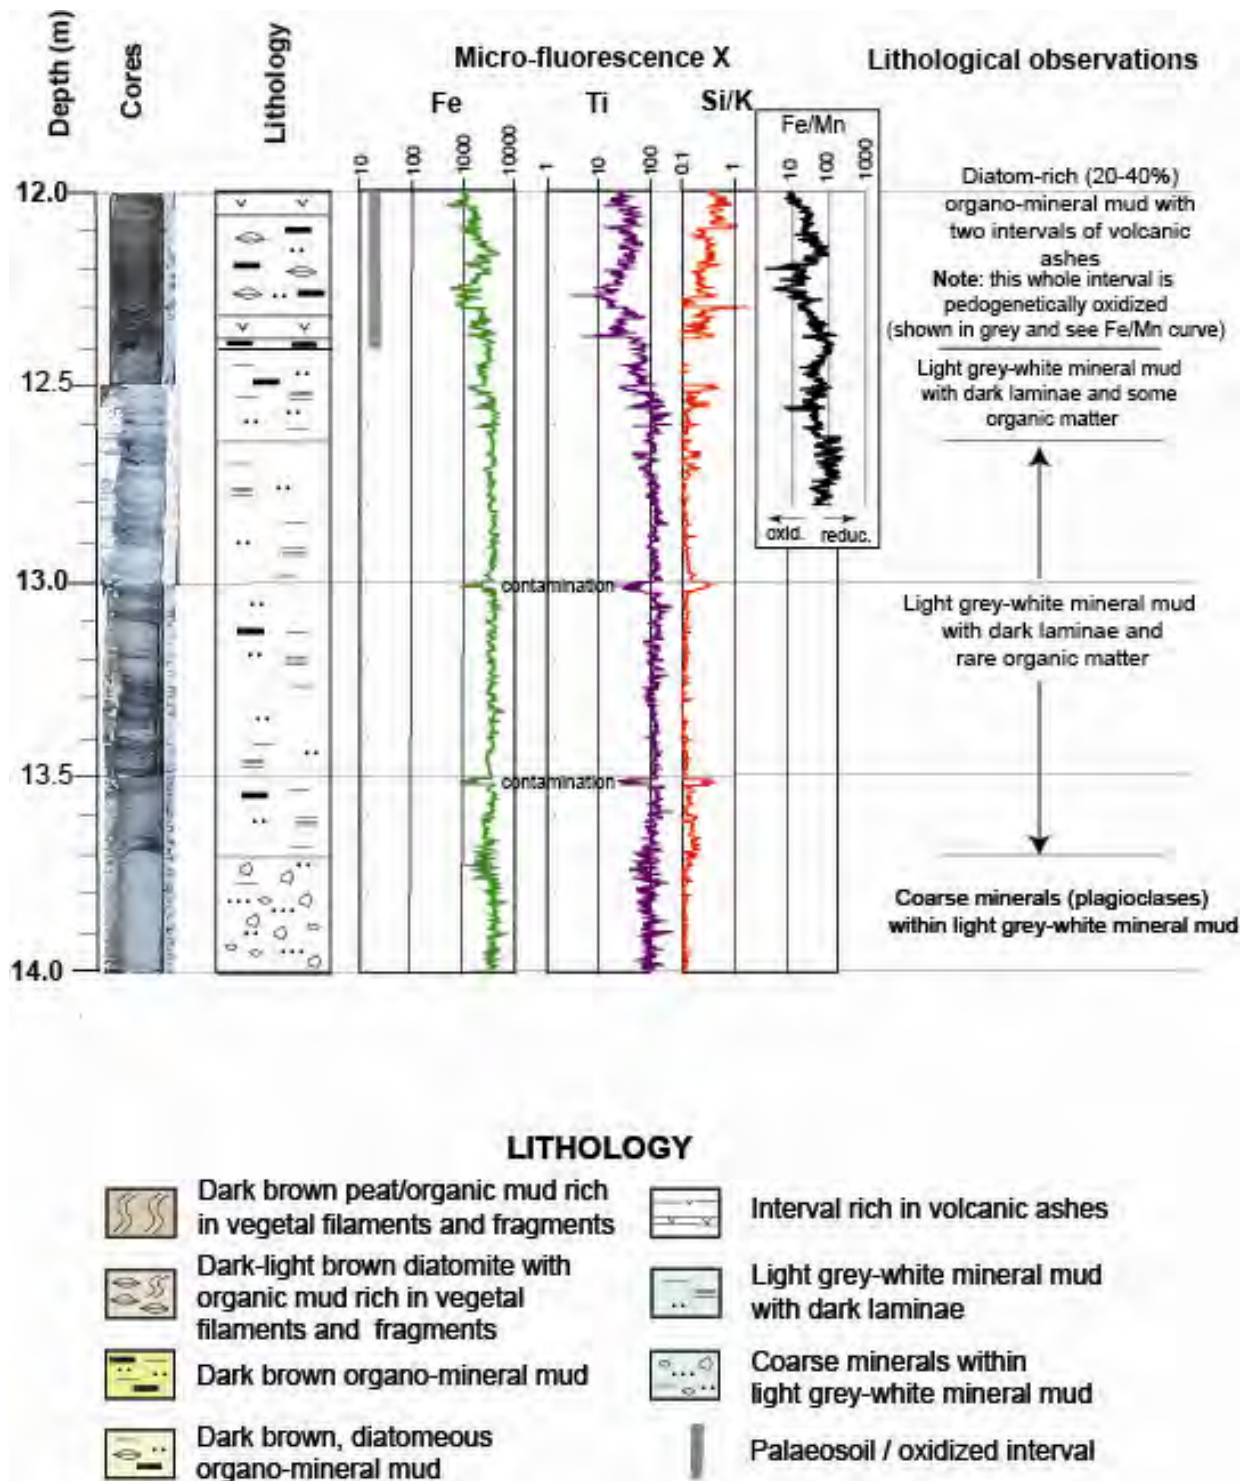 Micro-fluorescence X
Lithological observations
Depth (m)
Cores
Lithology
Fe
Ti
Si/K
Fe/Mn
10
100
1000
10000
1
10
100
0.1
1
10
100
1000
12.0
12.5
13.0
13.5
14.0
Diatom-rich (20-40%)
organo-mineral mud with
two intervals of volcanic
ashes
Note: this whole interval is
pedogenetically oxidized
(shown in grey and see Fe/Mn curve)
Light grey-white mineral mud
with dark laminae and some
organic matter
oxid.
reduc.
contamination
Light grey-white mineral mud
with dark laminae and
rare organic matter
contamination
Coarse minerals (plagioclases)
within light grey-white mineral mud
LITHOLOGY
Dark brown peat/organic mud rich
in vegetal filaments and fragments
Dark-light brown diatomite with
organic mud rich in vegetal
filaments and fragments
Dark brown organo-mineral mud
Dark brown, diatomeous
organo-mineral mud
Interval rich in volcanic ashes
Light grey-white mineral mud
with dark laminae
Coarse minerals within
light grey-white mineral mud
Palaeosoil / oxidized interval